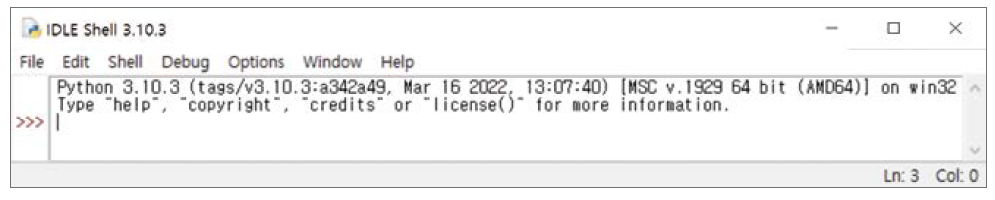 IDLE Shell 3.10.3
File Edit Shell Debug Options Window Help
Python 3.10.3 (tags/v3.10.3:a342a49, Mar 16 2022, 13:07:40) [MSC v.1929 64 bit (AMD64)] on win32
Type "help", "copyright", "credits" or "license()" for more information.
>>>
Ln: 3 Col: 0